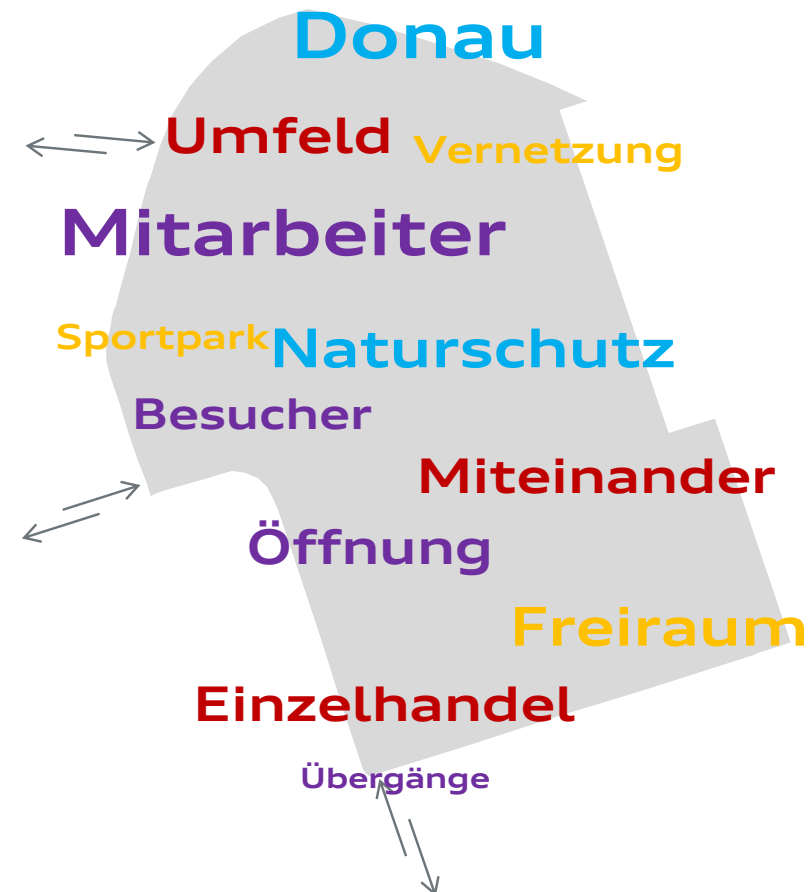 Donau
Umfeld
Vernetzung
Mitarbeiter
Sportpark
Naturschutz
Besucher
Miteinander
Öffnung
Freiraum
Einzelhandel
Übergänge